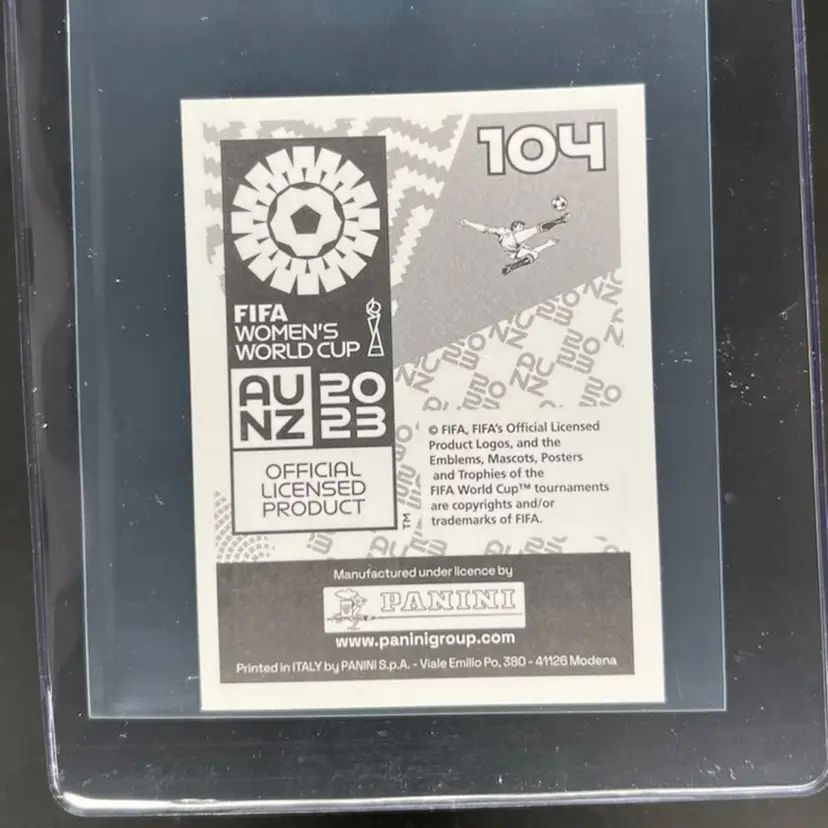 104
FIFA
WOMEN'S
WORLD CUP
AU 20
NZ 23
OFFICIAL
LICENSED
PRODUCT
TM
© FIFA, FIFA's Official Licensed
Product Logos, and the
Emblems, Mascots, Posters
and Trophies of the
FIFA World Cup™ tournaments
are copyrights and/or
trademarks of FIFA.
Manufactured under licence by
PANINI
www.paninigroup.com
Printed in ITALY by PANINI S.p.A. - Viale Emilio Po, 380 - 41126 Modena